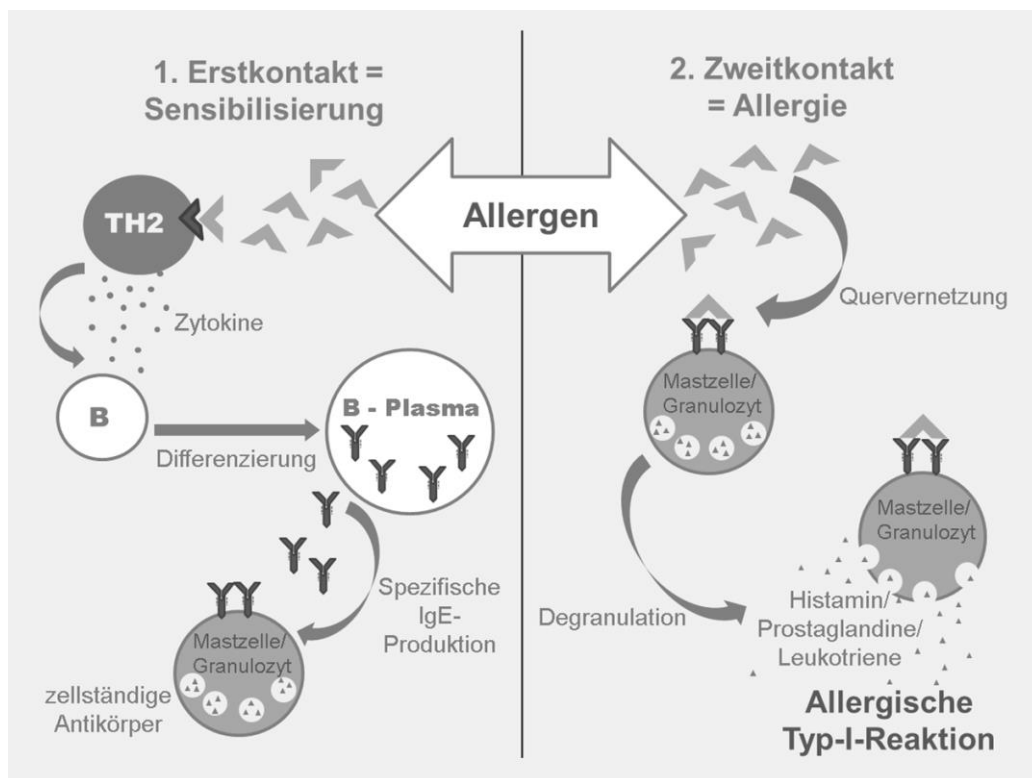 1. Erstkontakt =
Sensibilisierung
TH2
Zytokine
B
Differenzierung
B - Plasma
Spezifische
IgE-
Produktion
Mastzelle/
Granulozyt
zellständige
Antikörper
Allergen
2. Zweitkontakt
= Allergie
Quervernetzung
Mastzelle/
Granulozyt
Degranulation
Mastzelle/
Granulozyt
Histamin/
Prostaglandine/
Leukotriene
Allergische
Typ-I-Reaktion